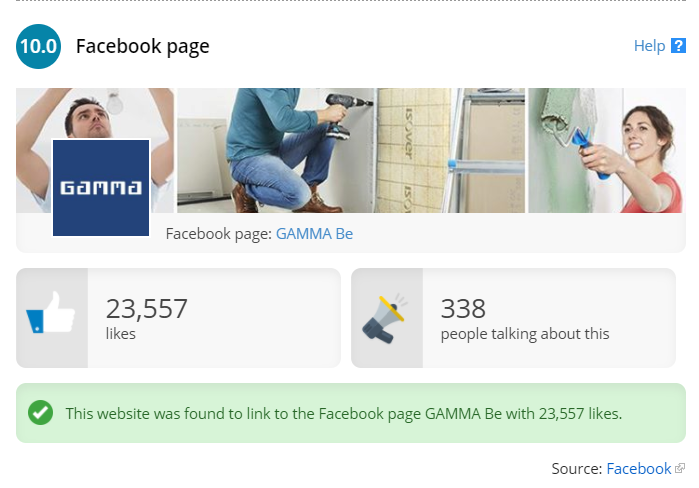 10.0 Facebook page
Help ?
GAMMA
isover
Facebook page: GAMMA Be
23,557
likes
338
people talking about this
This website was found to link to the Facebook page GAMMA Be with 23,557 likes.
Source: Facebook